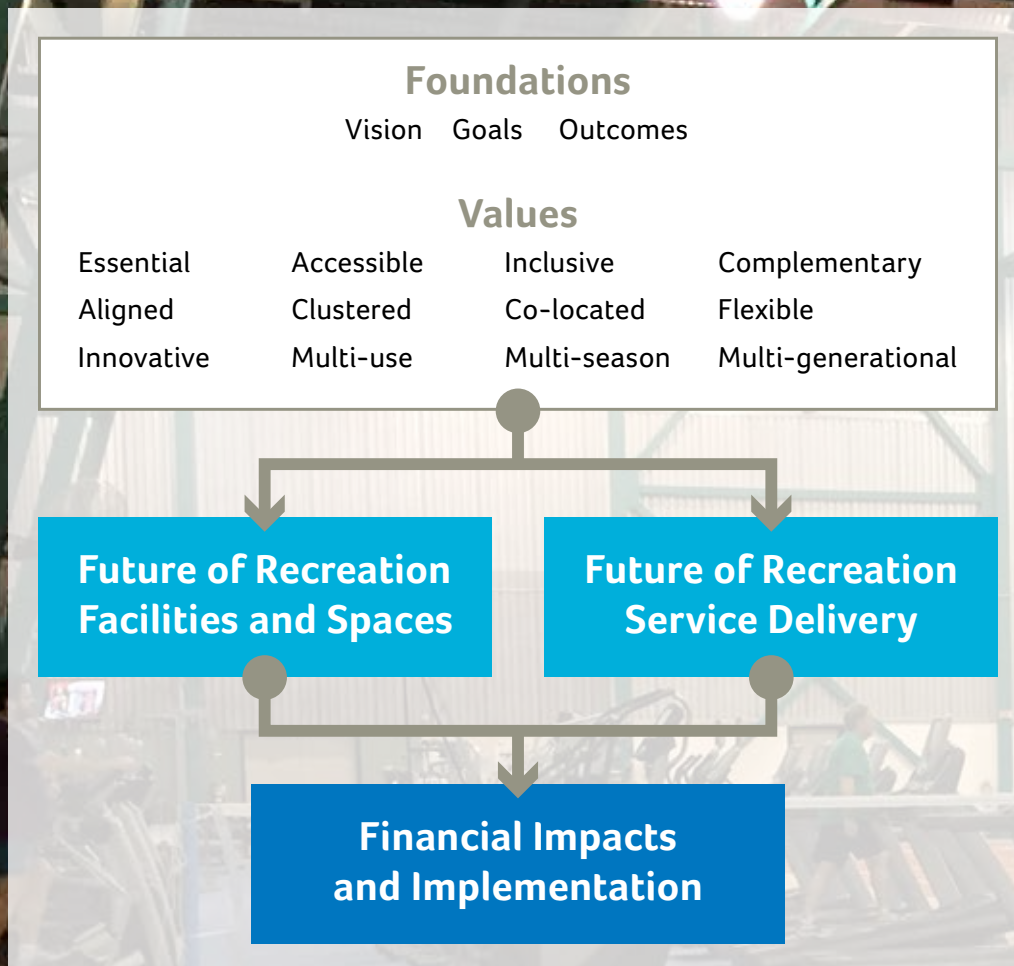 Foundations
Vision Goals Outcomes
Values
Essential Accessible Inclusive Complementary
Aligned Clustered Co-located Flexible
Innovative Multi-use Multi-season Multi-generational
Future of Recreation
Facilities and Spaces
Future of Recreation
Service Delivery
Financial Impacts
and Implementation